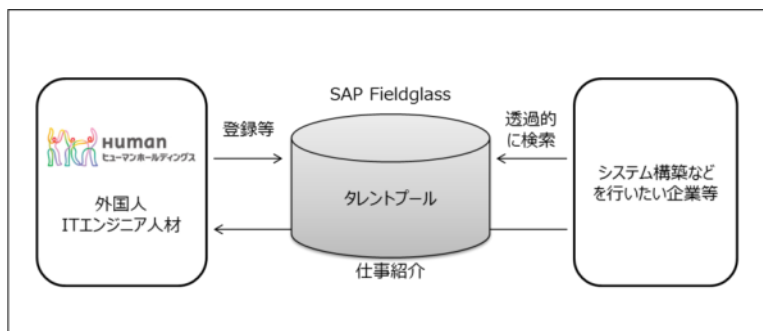 SAP Fieldglass
Human
ヒューマンホールディングス
外国人
ITエンジニア人材
登録等
タレントプール
透過的
に検索
システム構築など
を行いたい企業等
仕事紹介